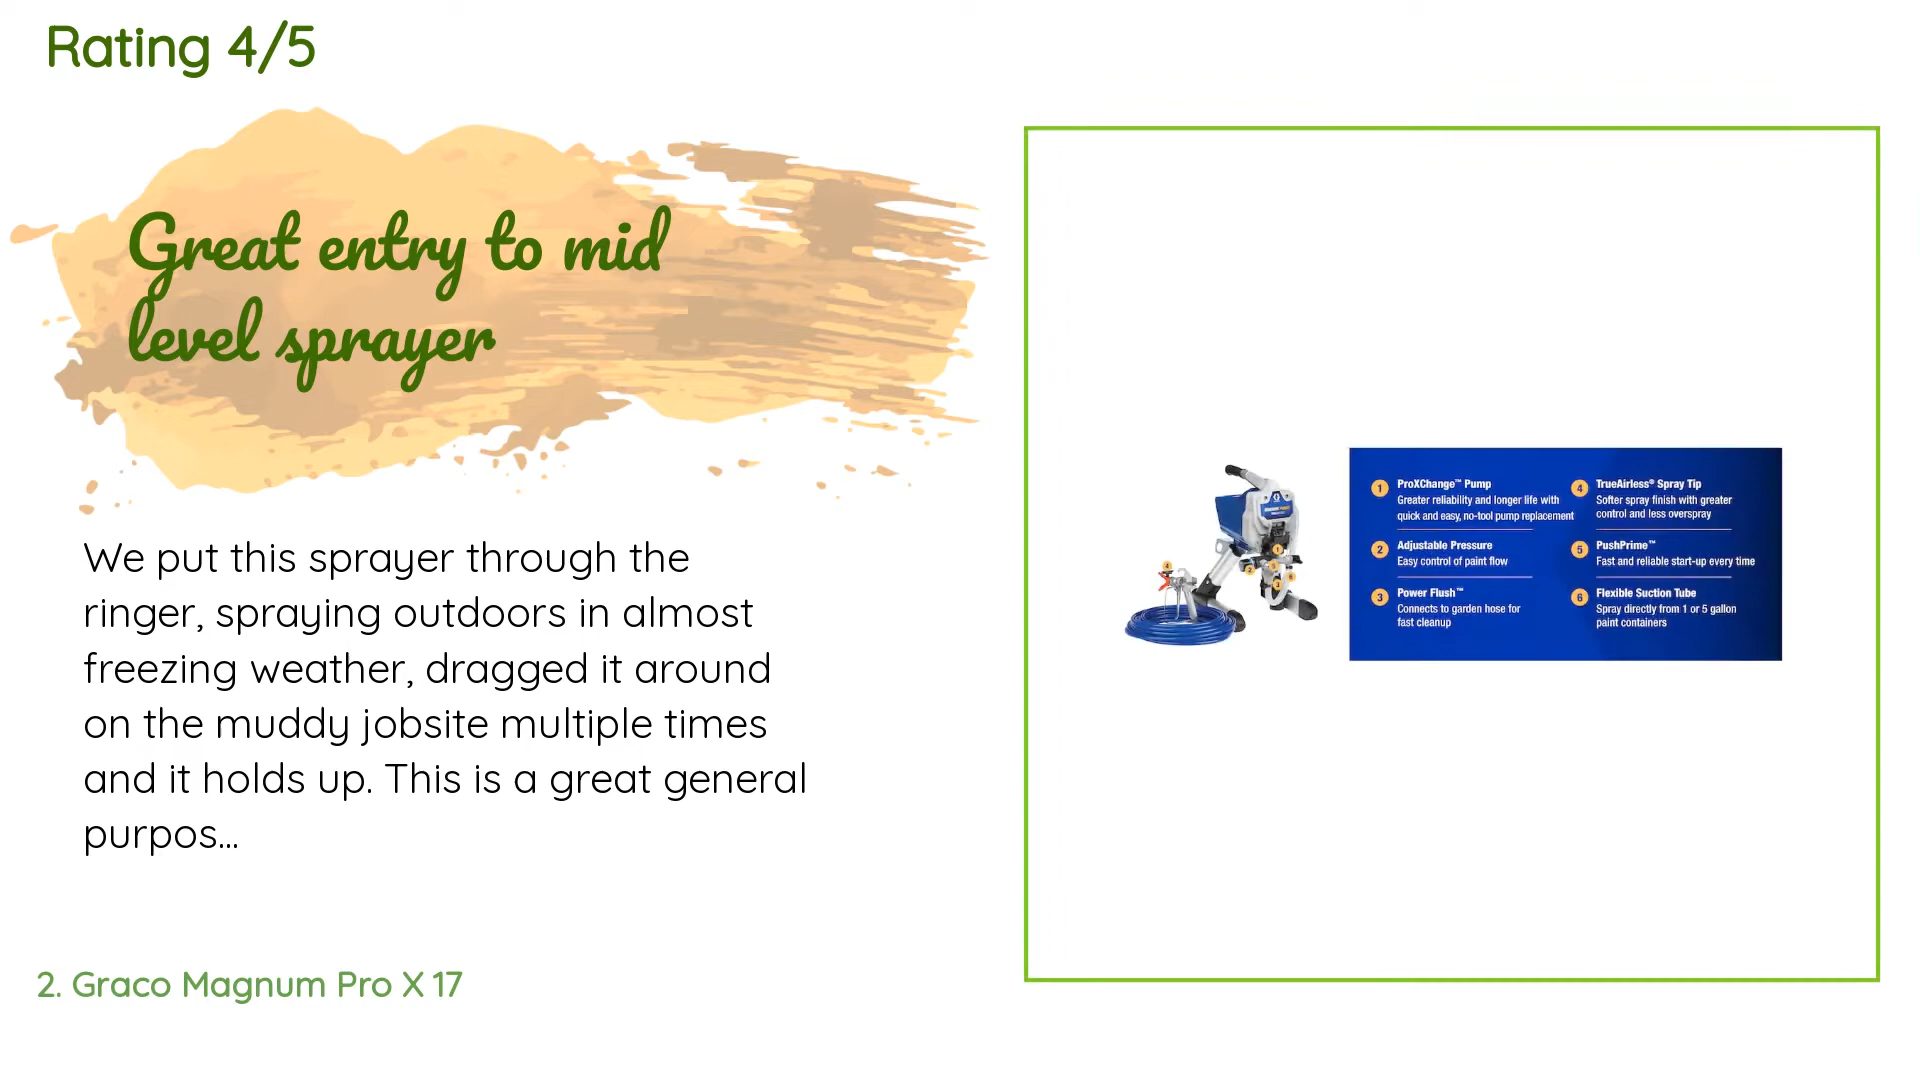 Rating 4/5
Great entry to mid
level sprayer
We put this sprayer through the
ringer, spraying outdoors in almost
freezing weather, dragged it around
on the muddy jobsite multiple times
and it holds up. This is a great general
purpos...
2. Graco Magnum Pro X 17
1 ProXChange™ Pump
Greater reliability and longer life with
quick and easy, no-tool pump replacement
2 Adjustable Pressure
Easy control of paint flow
3 Power Flush™
Connects to garden hose for
fast cleanup
4 TrueAirless® Spray Tip
Softer spray finish with greater
control and less overspray
5 PushPrime™
Fast and reliable start-up every time
6 Flexible Suction Tube
Spray directly from 1 or 5 gallon
paint containers